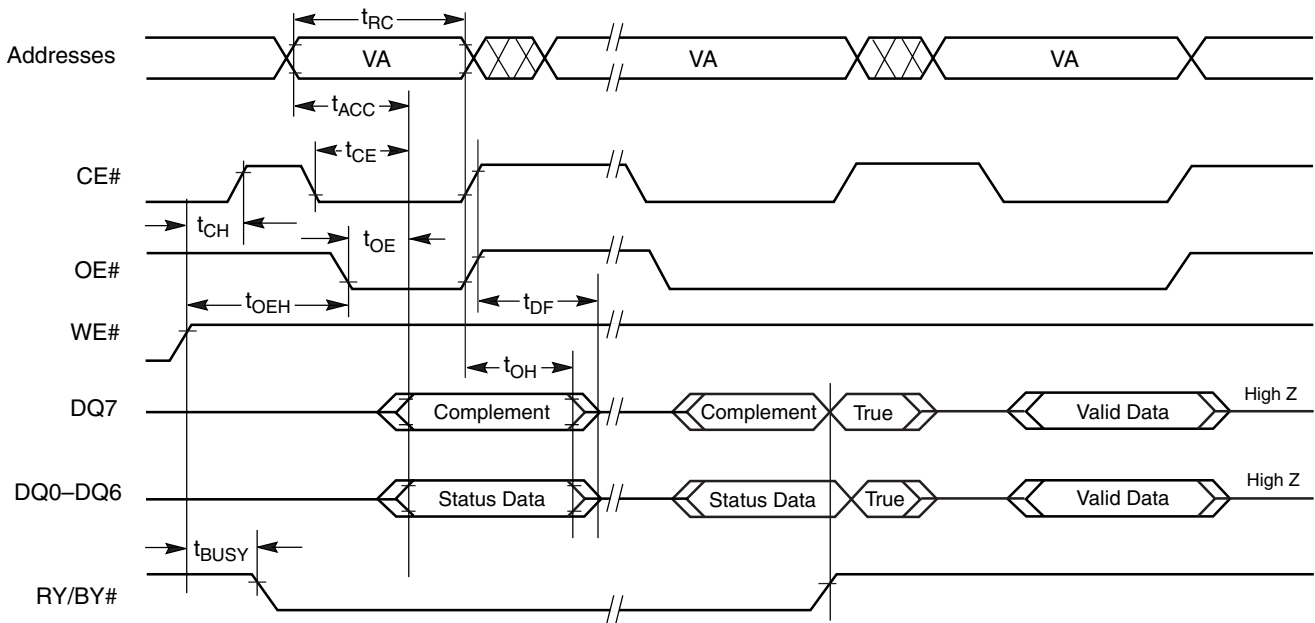 tRC
Addresses VA VA VA
tACC
tCE
CE#
tCH tOE
OE#
tOEH tDF
WE#
tOH
DQ7 Complement Complement True Valid Data High Z
DQ0–DQ6 Status Data Status Data True Valid Data High Z
tBUSY
RY/BY#